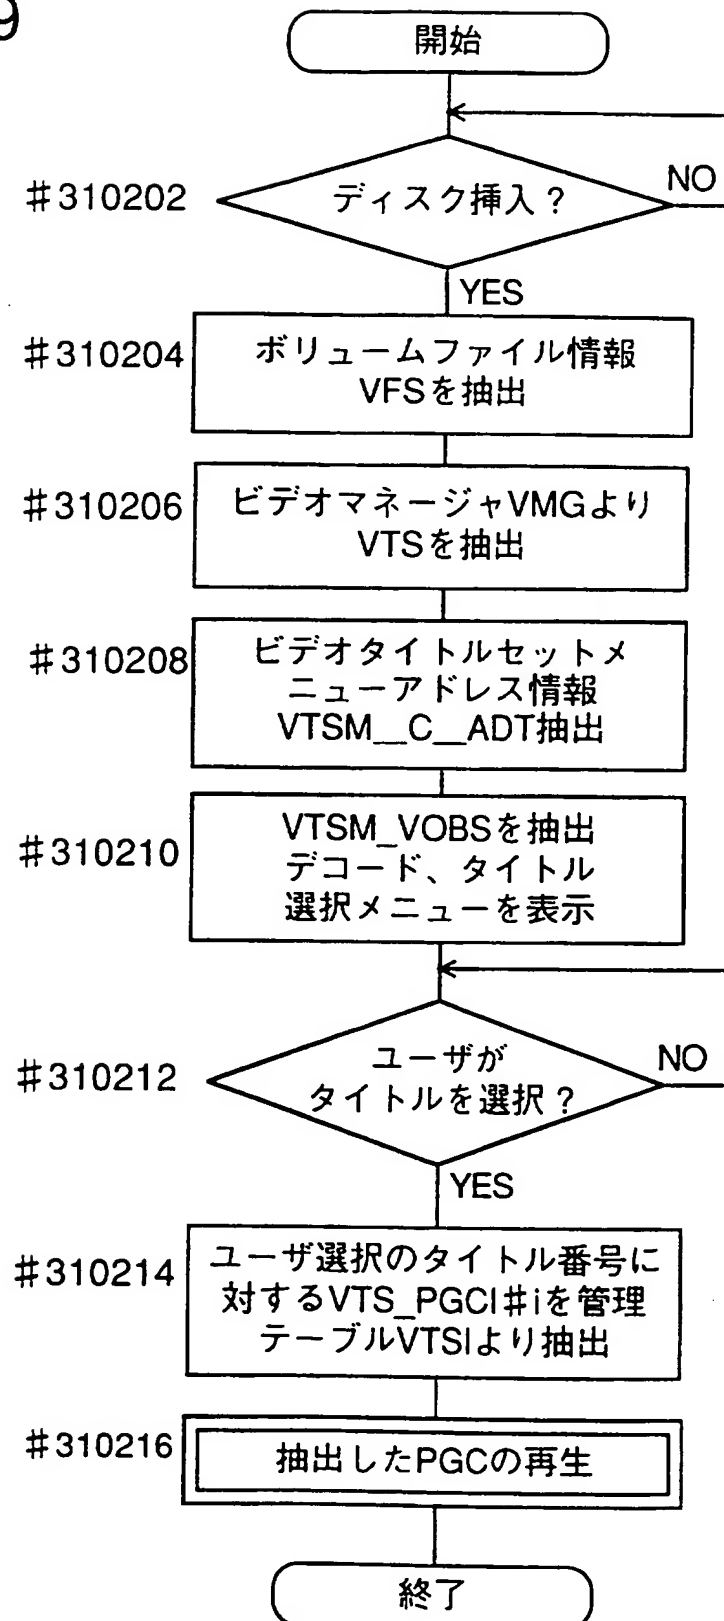 9
開始
#310202
ディスク挿入?
NO
YES
#310204
ボリュームファイル情報
VFSを抽出
#310206
ビデオマネージャVMGより
VTSを抽出
#310208
ビデオタイトルセットメ
ニューアドレス情報
VTSM__C__ADT抽出
#310210
VTSM_VOBSを抽出
デコード、タイトル
選択メニューを表示
#310212
ユーザが
タイトルを選択?
NO
YES
#310214
ユーザ選択のタイトル番号に
対するVTS_PGCI#iを管理
テーブルVTSIより抽出
#310216
抽出したPGCの再生
終了